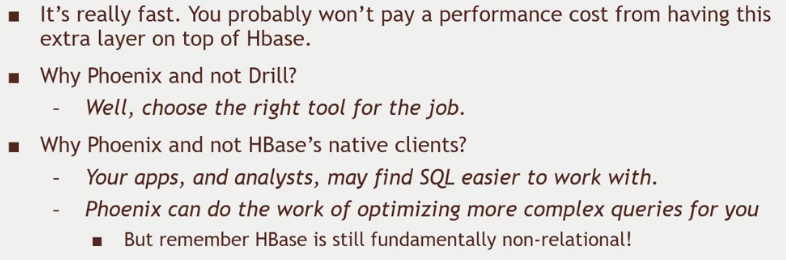 ▪ It's really fast. You probably won't pay a performance cost from having this
extra layer on top of Hbase.
▪ Why Phoenix and not Drill?
– Well, choose the right tool for the job.
▪ Why Phoenix and not HBase's native clients?
– Your apps, and analysts, may find SQL easier to work with.
– Phoenix can do the work of optimizing more complex queries for you
▪ But remember HBase is still fundamentally non-relational!